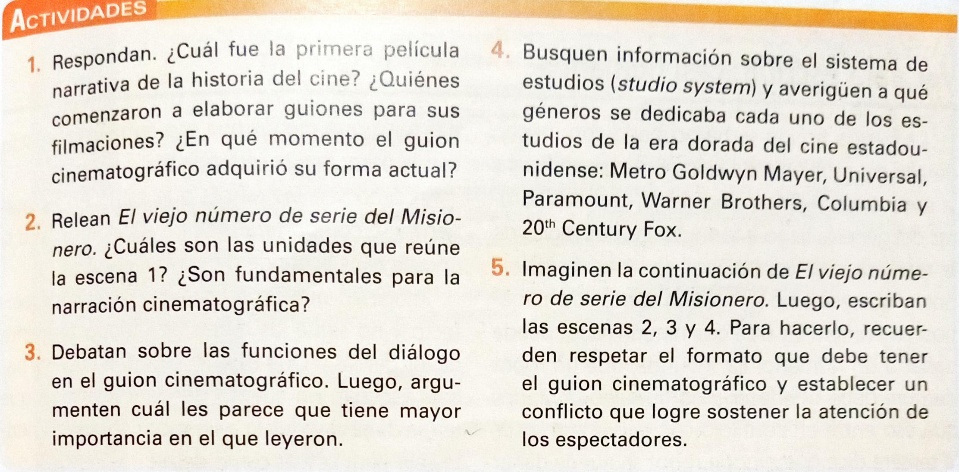 ACTIVIDADES
1. Respondan. ¿Cuál fue la primera película
narrativa de la historia del cine? ¿Quiénes
comenzaron a elaborar guiones para sus
filmaciones? ¿En qué momento el guion
cinematográfico adquirió su forma actual?
2. Relean El viejo número de serie del Misio-
nero. ¿Cuáles son las unidades que reúne
la escena 1? ¿Son fundamentales para la
narración cinematográfica?
3. Debatan sobre las funciones del diálogo
en el guion cinematográfico. Luego, argu-
menten cuál les parece que tiene mayor
importancia en el que leyeron.
4. Busquen información sobre el sistema de
estudios (studio system) y averigüen a qué
géneros se dedicaba cada uno de los es-
tudios de la era dorada del cine estadou-
nidense: Metro Goldwyn Mayer, Universal,
Paramount, Warner Brothers, Columbia y
20th Century Fox.
5. Imaginen la continuación de El viejo núme-
ro de serie del Misionero. Luego, escriban
las escenas 2, 3 y 4. Para hacerlo, recuer-
den respetar el formato que debe tener
el guion cinematográfico y establecer un
conflicto que logre sostener la atención de
los espectadores.